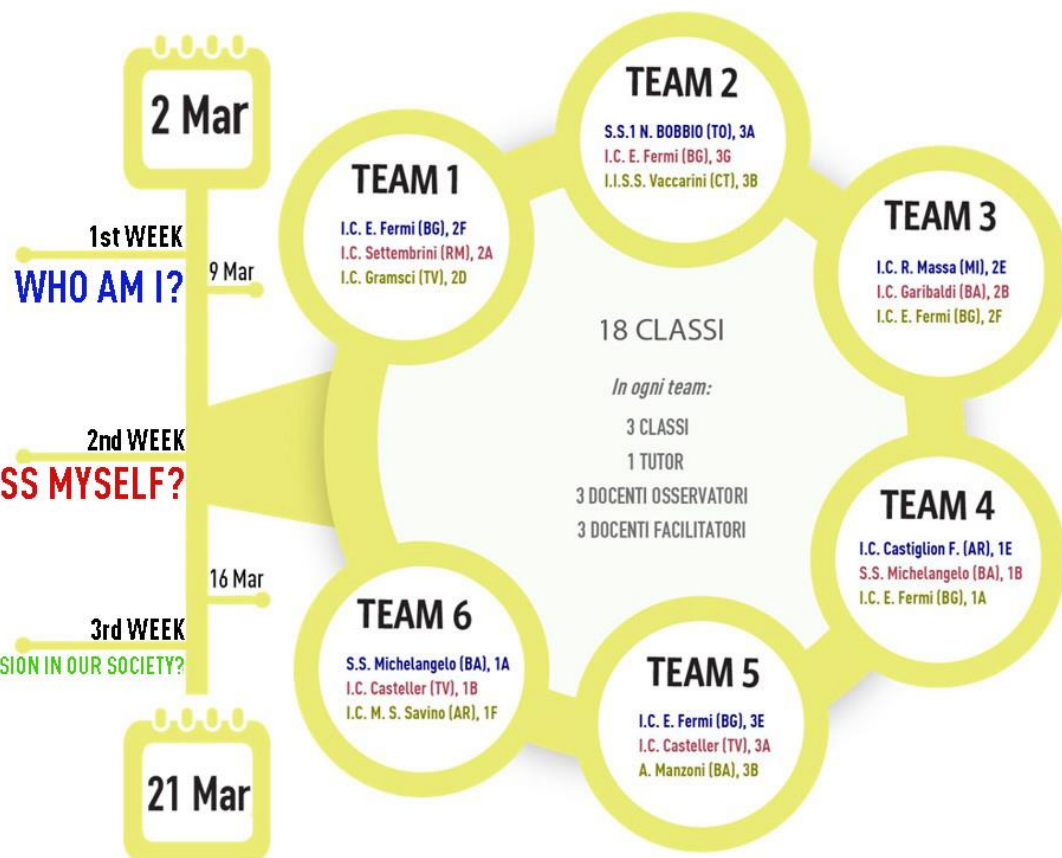 2 Mar
1st WEEK
WHO AM I?
9 Mar
2nd WEEK
SS MYSELF?
16 Mar
3rd WEEK
SION IN OUR SOCIETY?
21 Mar
TEAM 1
I.C. E. Fermi (BG), 2F
I.C. Settembrini (RM), 2A
I.C. Gramsci (TV), 2D
TEAM 2
S.S.1 N. BOBBIO (TO), 3A
I.C. E. Fermi (BG), 3G
I.I.S.S. Vaccarini (CT), 3B
TEAM 3
I.C. R. Massa (MI), 2E
I.C. Garibaldi (BA), 2B
I.C. E. Fermi (BG), 2F
18 CLASSI
In ogni team:
3 CLASSI
1 TUTOR
3 DOCENTI OSSERVATORI
3 DOCENTI FACILITATORI
TEAM 4
I.C. Castiglion F. (AR), 1E
S.S. Michelangelo (BA), 1B
I.C. E. Fermi (BG), 1A
TEAM 5
I.C. E. Fermi (BG), 3E
I.C. Casteller (TV), 3A
A. Manzoni (BA), 3B
TEAM 6
S.S. Michelangelo (BA), 1A
I.C. Casteller (TV), 1B
I.C. M. S. Savino (AR), 1F